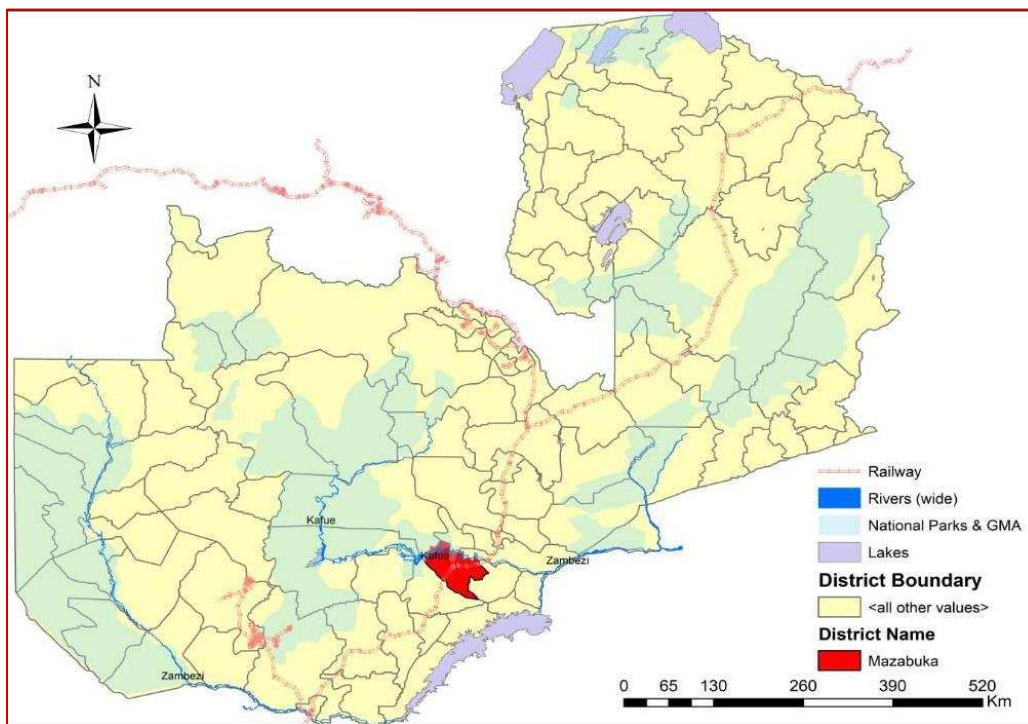 N
Kafue
Kafue
Zambezi
Zambezi
Railway
Rivers (wide)
National Parks & GMA
Lakes
District Boundary
<all other values>
District Name
Mazabuka
0 65 130 260 390 520
Km